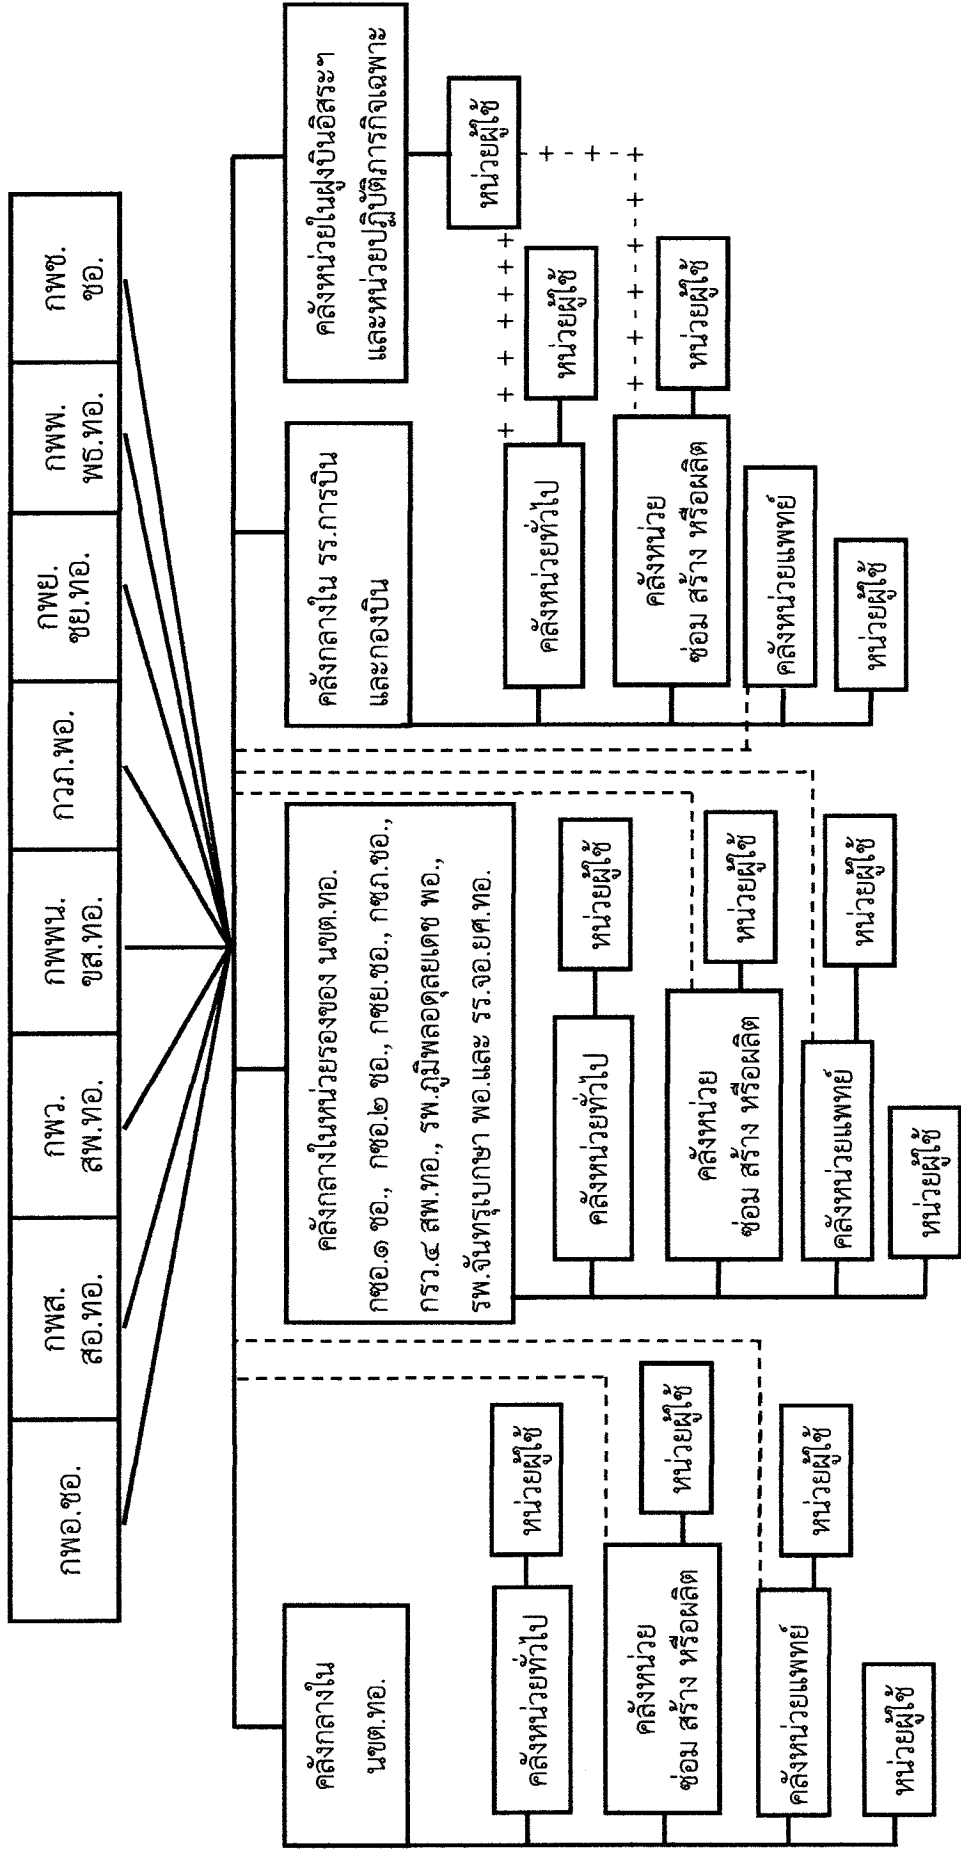 กพอ.ชอ.
กพส.
สอ.ทอ.
กพว.
สพ.ทอ.
กพพน.
ขส.ทอ.
กวภ.พอ.
กพย.
ชย.ทอ.
กพพ.
พธ.ทอ.
กพช.
ชอ.
คลังกลางใน
นขต.ทอ.
คลังหน่วยทั่วไป
หน่วยผู้ใช้
คลังหน่วย
ซ่อม สร้าง หรือผลิต
หน่วยผู้ใช้
คลังหน่วยแพทย์
หน่วยผู้ใช้
หน่วยผู้ใช้
คลังกลางในหน่วยรองของ นขต.ทอ.
กซอ.๑ ชอ., กซอ.๒ ชอ., กซย.ชอ., กซภ.ชอ.,
กรว.๔ สพ.ทอ., รพ.ภูมิพลอดุลยเดช พอ.,
รพ.จันทรุเบกษา พอ.และ รร.จอ.ยศ.ทอ.
คลังหน่วยทั่วไป
หน่วยผู้ใช้
คลังหน่วย
ซ่อม สร้าง หรือผลิต
หน่วยผู้ใช้
คลังหน่วยแพทย์
หน่วยผู้ใช้
หน่วยผู้ใช้
คลังกลางใน รร.การบิน
และกองบิน
คลังหน่วยทั่วไป
หน่วยผู้ใช้
คลังหน่วย
ซ่อม สร้าง หรือผลิต
หน่วยผู้ใช้
คลังหน่วยแพทย์
หน่วยผู้ใช้
คลังหน่วยในฝูงบินอิสระฯ
และหน่วยปฏิบัติภารกิจเฉพาะ
หน่วยผู้ใช้